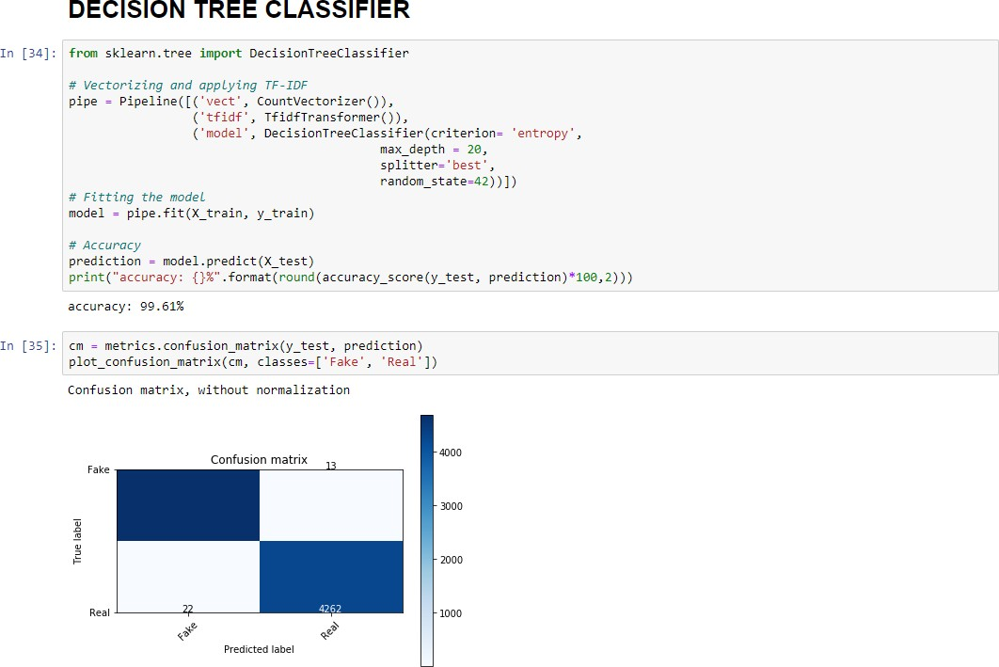 DECISION TREE CLASSIFIER
In [34]: from sklearn.tree import DecisionTreeClassifier
# Vectorizing and applying TF-IDF
pipe = Pipeline([('vect', CountVectorizer()),
('tfidf', TfidfTransformer()),
('model', DecisionTreeClassifier(criterion= 'entropy',
max_depth = 20,
splitter='best',
random_state=42))])
# Fitting the model
model = pipe.fit(X_train, y_train)
# Accuracy
prediction = model.predict(X_test)
print("accuracy: {}%".format(round(accuracy_score(y_test, prediction)*100,2)))
accuracy: 99.61%
In [35]: cm = metrics.confusion_matrix(y_test, prediction)
plot_confusion_matrix(cm, classes=['Fake', 'Real'])
Confusion matrix, without normalization
Confusion matrix
13
Fake
True label
Real
22
4262
Fake
Real
Predicted label
4000
3000
2000
1000